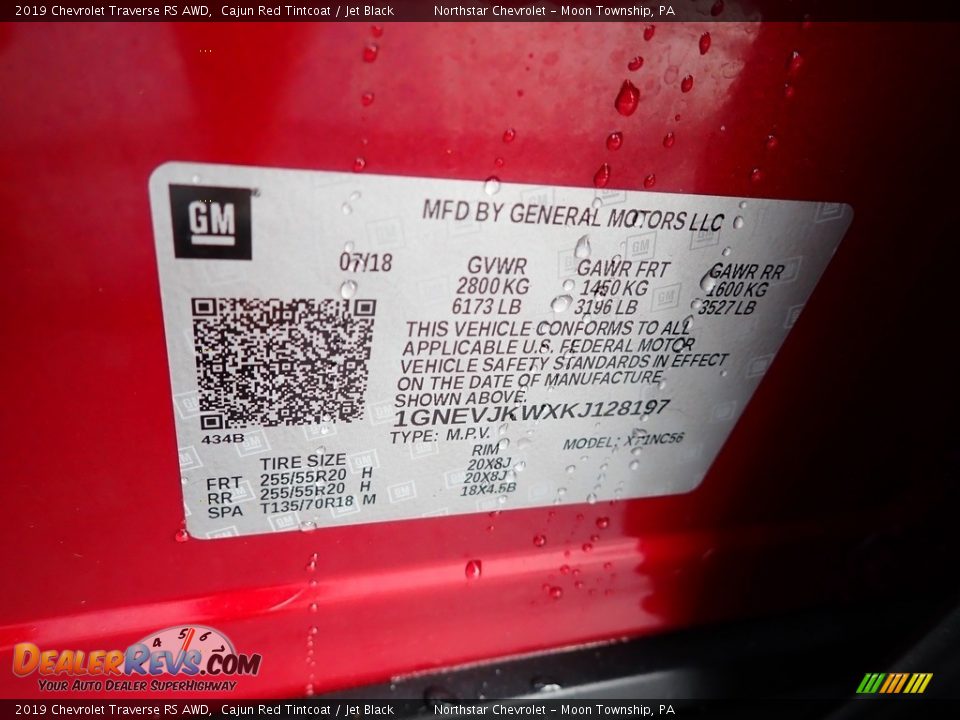 2019 Chevrolet Traverse RS AWD, Cajun Red Tintcoat / Jet Black Northstar Chevrolet - Moon Township, PA
GM
MFD BY GENERAL MOTORS LLC
07/18 GVWR GAWR FRT GAWR RR
2800 KG 1450 KG 1600 KG
6173 LB 3196 LB 3527 LB
THIS VEHICLE CONFORMS TO ALL
APPLICABLE U.S. FEDERAL MOTOR
VEHICLE SAFETY STANDARDS IN EFFECT
ON THE DATE OF MANUFACTURE
SHOWN ABOVE.
1GNEVJKWXKJ128197
434B
TYPE: M.P.V. MODEL:
TIRE SIZE RIM
FRT 255/55R20 H 20X8J
RR 255/55R20 H 20X8J
SPA T135/70R18 M 18X4.5B
4 5 6
DEALERREVS.COM
YOUR AUTO DEALER SUPERHIGHWAY
2019 Chevrolet Traverse RS AWD, Cajun Red Tintcoat / Jet Black Northstar Chevrolet - Moon Township, PA